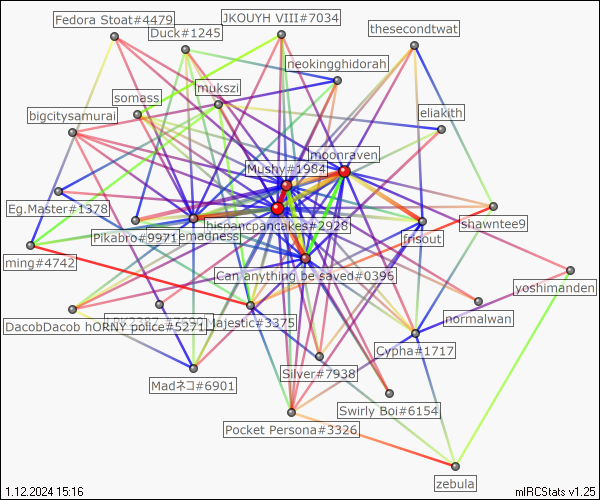 Fedora Stoat#4479
JKOUYH VIII#7034
Duck#1245
thesecondtwat
neokingghidorah
mukszi
somass
bigcitysamurai
eliakith
moonraven
Mushy#1984
Eg.Master#1378
hispancpancakes#2928
shawntee9
Pikabro#9971
emadness
frisout
ming#4742
Can anything be saved#0396
yoshimanden
normalwan
DacobDacob hORNY police#5271
Majestic#3375
Cypha#1717
Silver#7938
Madネコ#6901
Swirly Boi#6154
Pocket Persona#3326
zebula
1.12.2024 15:16
mIRCStats v1.25